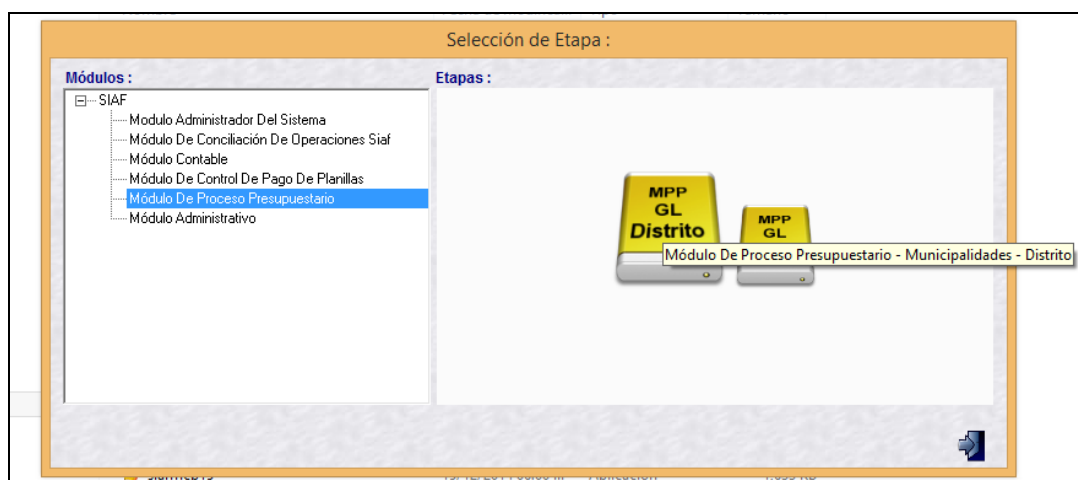 Selección de Etapa :
Módulos :
Etapas :
SIAF
Modulo Administrador Del Sistema
Módulo De Conciliación De Operaciones Siaf
Módulo Contable
Módulo De Control De Pago De Planillas
Módulo De Proceso Presupuestario
Módulo Administrativo
MPP
GL
Distrito
MPP
GL
Módulo De Proceso Presupuestario - Municipalidades - Distrito